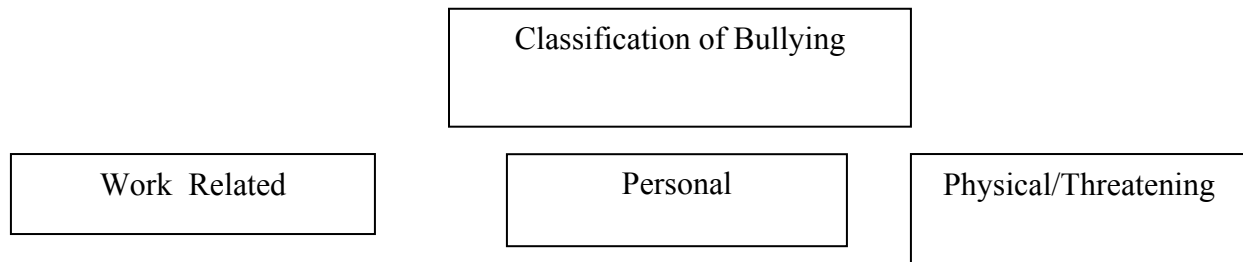 Classification of Bullying
Work  Related
Personal
Physical/Threatening